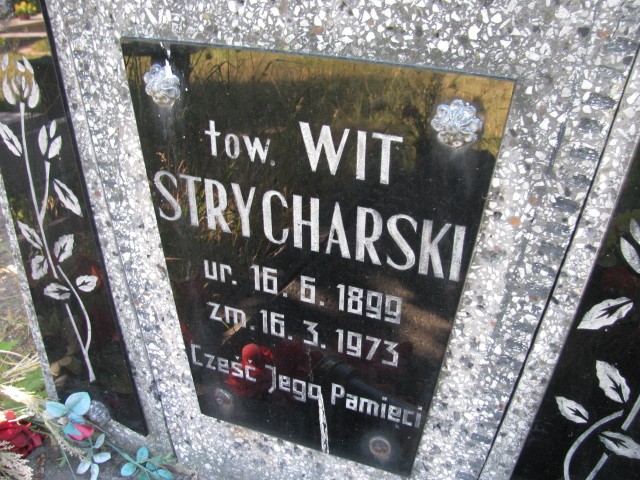 tow. WIT
STRYCHARSKI
ur. 16. 6. 1899
zm. 16. 3. 1973
Cześć Jego Pamięci